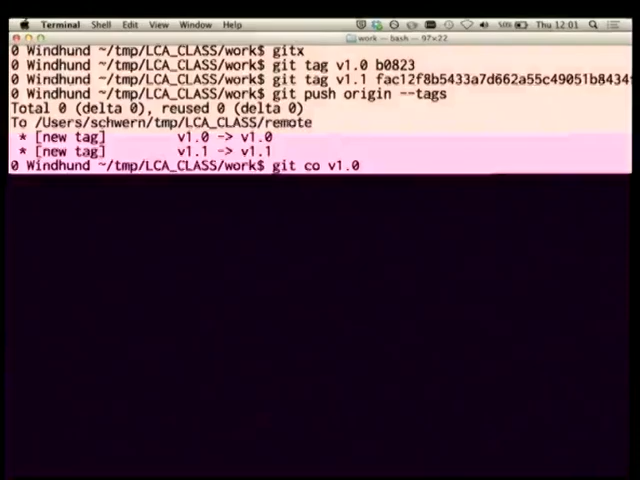 Terminal Shell Edit View Window Help Thu 12:01
work — bash — 97×22
0 Windhund ~/tmp/LCA_CLASS/work$ gitx
0 Windhund ~/tmp/LCA_CLASS/work$ git tag v1.0 b0823
0 Windhund ~/tmp/LCA_CLASS/work$ git tag v1.1 fac12f8b5433a7d662a55c49051b8434
Total 0 (delta 0), reused 0 (delta 0)
0 Windhund ~/tmp/LCA_CLASS/work$ git push origin --tags
To /Users/schwern/tmp/LCA_CLASS/remote
* [new tag] v1.0 -> v1.0
* [new tag] v1.1 -> v1.1
0 Windhund ~/tmp/LCA_CLASS/work$ git co v1.0